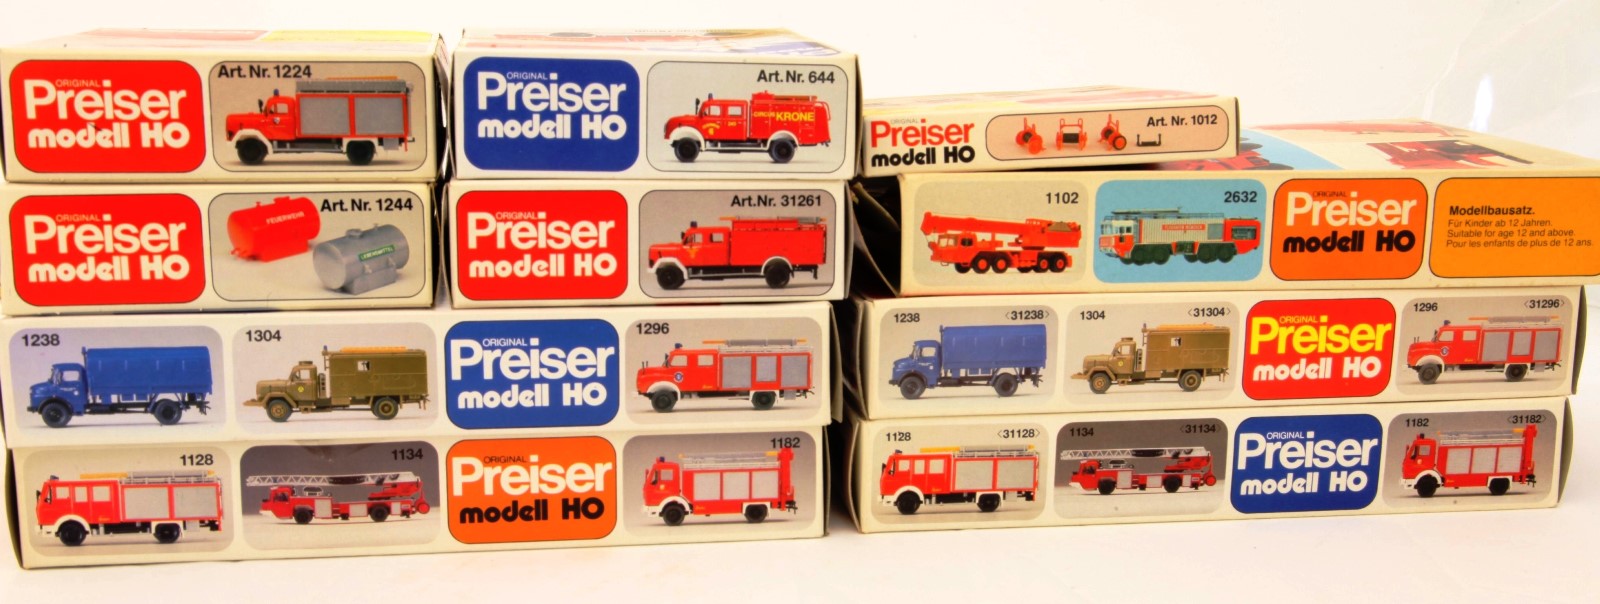 ORIGINAL
Preiser
modell HO
Art. Nr. 1224
ORIGINAL
Preiser
modell HO
Art. Nr. 644
CIRCUS KRONE
ORIGINAL
Preiser
modell HO
Art. Nr. 1012
ORIGINAL
Preiser
modell HO
Art. Nr. 1244
FEUERWEHR
ORIGINAL
Preiser
modell HO
Art. Nr. 31261
1102
2632
ORIGINAL
Preiser
modell HO
Modellbausatz.
Für Kinder ab 12 Jahren.
Suitable for age 12 and above.
Pour les enfants de plus de 12 ans.
1238
1304
ORIGINAL
Preiser
modell HO
1296
1238
<31238>
1304
<31304>
ORIGINAL
Preiser
modell HO
1296
<31296>
1128
1134
ORIGINAL
Preiser
modell HO
1182
1128
<31128>
1134
<31134>
ORIGINAL
Preiser
modell HO
1182
<31182>